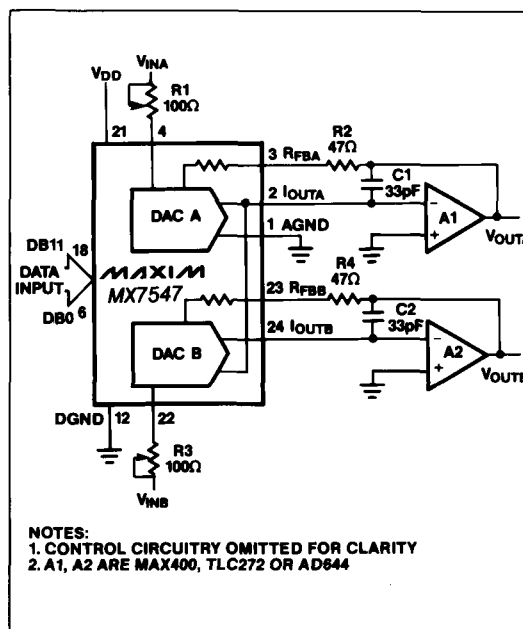 VINA
VDD
R1
100Ω
21
4
3 RFBA
R2
47Ω
C1
33pF
2 IOUTA
1 AGND
DAC A
A1
VOUTA
DB11 18
DATA
INPUT
DB0 6
MAXIM
MX7547
23 RFBB
R4
47Ω
C2
33pF
24 IOUTB
DAC B
A2
VOUTB
DGND 12
22
R3
100Ω
VINB
NOTES:
1. CONTROL CIRCUITRY OMITTED FOR CLARITY
2. A1, A2 ARE MAX400, TLC272 OR AD644